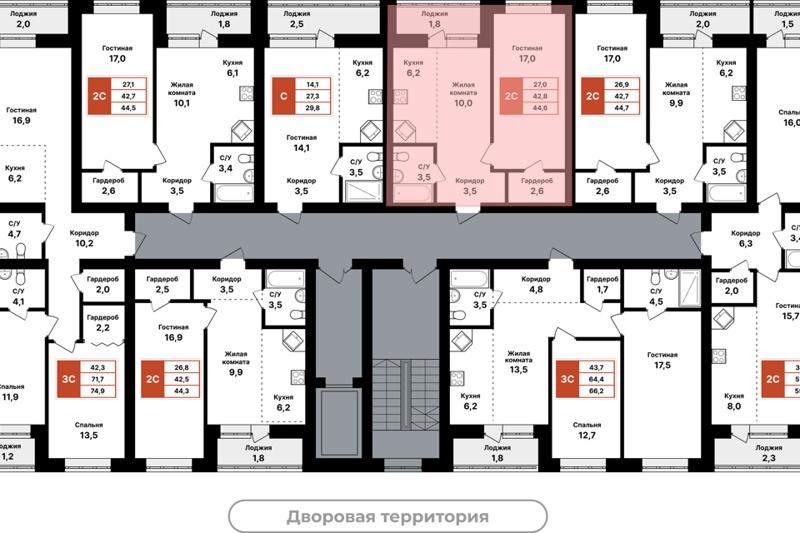 Лоджия
2,0
Лоджия
1,8
Лоджия
2,5
Лоджия
1,8
Лоджия
2,0
Лоджия
1,5
Гостиная
16,9
Кухня
6,2
С/У
4,7
Коридор
10,2
Гостиная
17,0
2С
27,1
42,7
44,5
Гардероб
2,6
Кухня
6,1
Жилая
комната
10,1
С/У
3,4
Коридор
3,5
Кухня
6,2
С
14,1
27,3
29,8
Гостиная
14,1
С/У
3,5
Коридор
3,5
Кухня
6,2
Жилая
комната
10,0
С/У
3,5
Коридор
3,5
Гостиная
17,0
2С
27,0
42,8
44,6
Гардероб
2,6
Гостиная
17,0
2С
26,9
42,7
44,7
Гардероб
2,6
Кухня
6,2
Жилая
комната
9,9
С/У
3,5
Коридор
3,5
16,0
Коридор
6,3
С/У
3,4
С/У
4,1
Гардероб
2,0
Гардероб
2,2
3С
42,3
71,7
74,9
Спальня
11,9
Спальня
13,5
Лоджия
1,2
Гардероб
2,5
Коридор
3,5
С/У
3,5
Гостиная
16,9
2С
26,8
42,5
44,3
Жилая
комната
9,9
Кухня
6,2
Лоджия
1,8
С/У
3,5
Коридор
4,8
Гардероб
1,7
С/У
4,5
Жилая
комната
13,5
Кухня
6,2
3С
43,7
64,4
66,2
Спальня
12,7
Гостиная
17,5
Лоджия
1,8
Гардероб
2,0
15,7
2С
Кухня
8,0
Лоджия
2,3
Дворовая территория